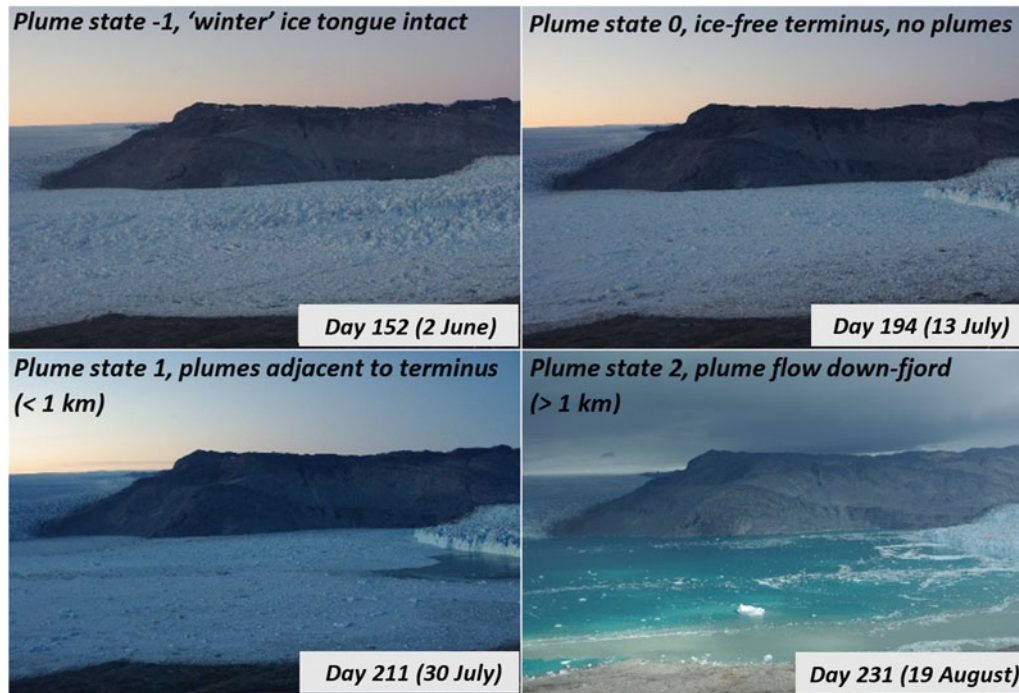 Plume state -1, ‘winter’ ice tongue intact
Day 152 (2 June)
Plume state 0, ice-free terminus, no plumes
Day 194 (13 July)
Plume state 1, plumes adjacent to terminus
(< 1 km)
Day 211 (30 July)
Plume state 2, plume flow down-fjord
(> 1 km)
Day 231 (19 August)